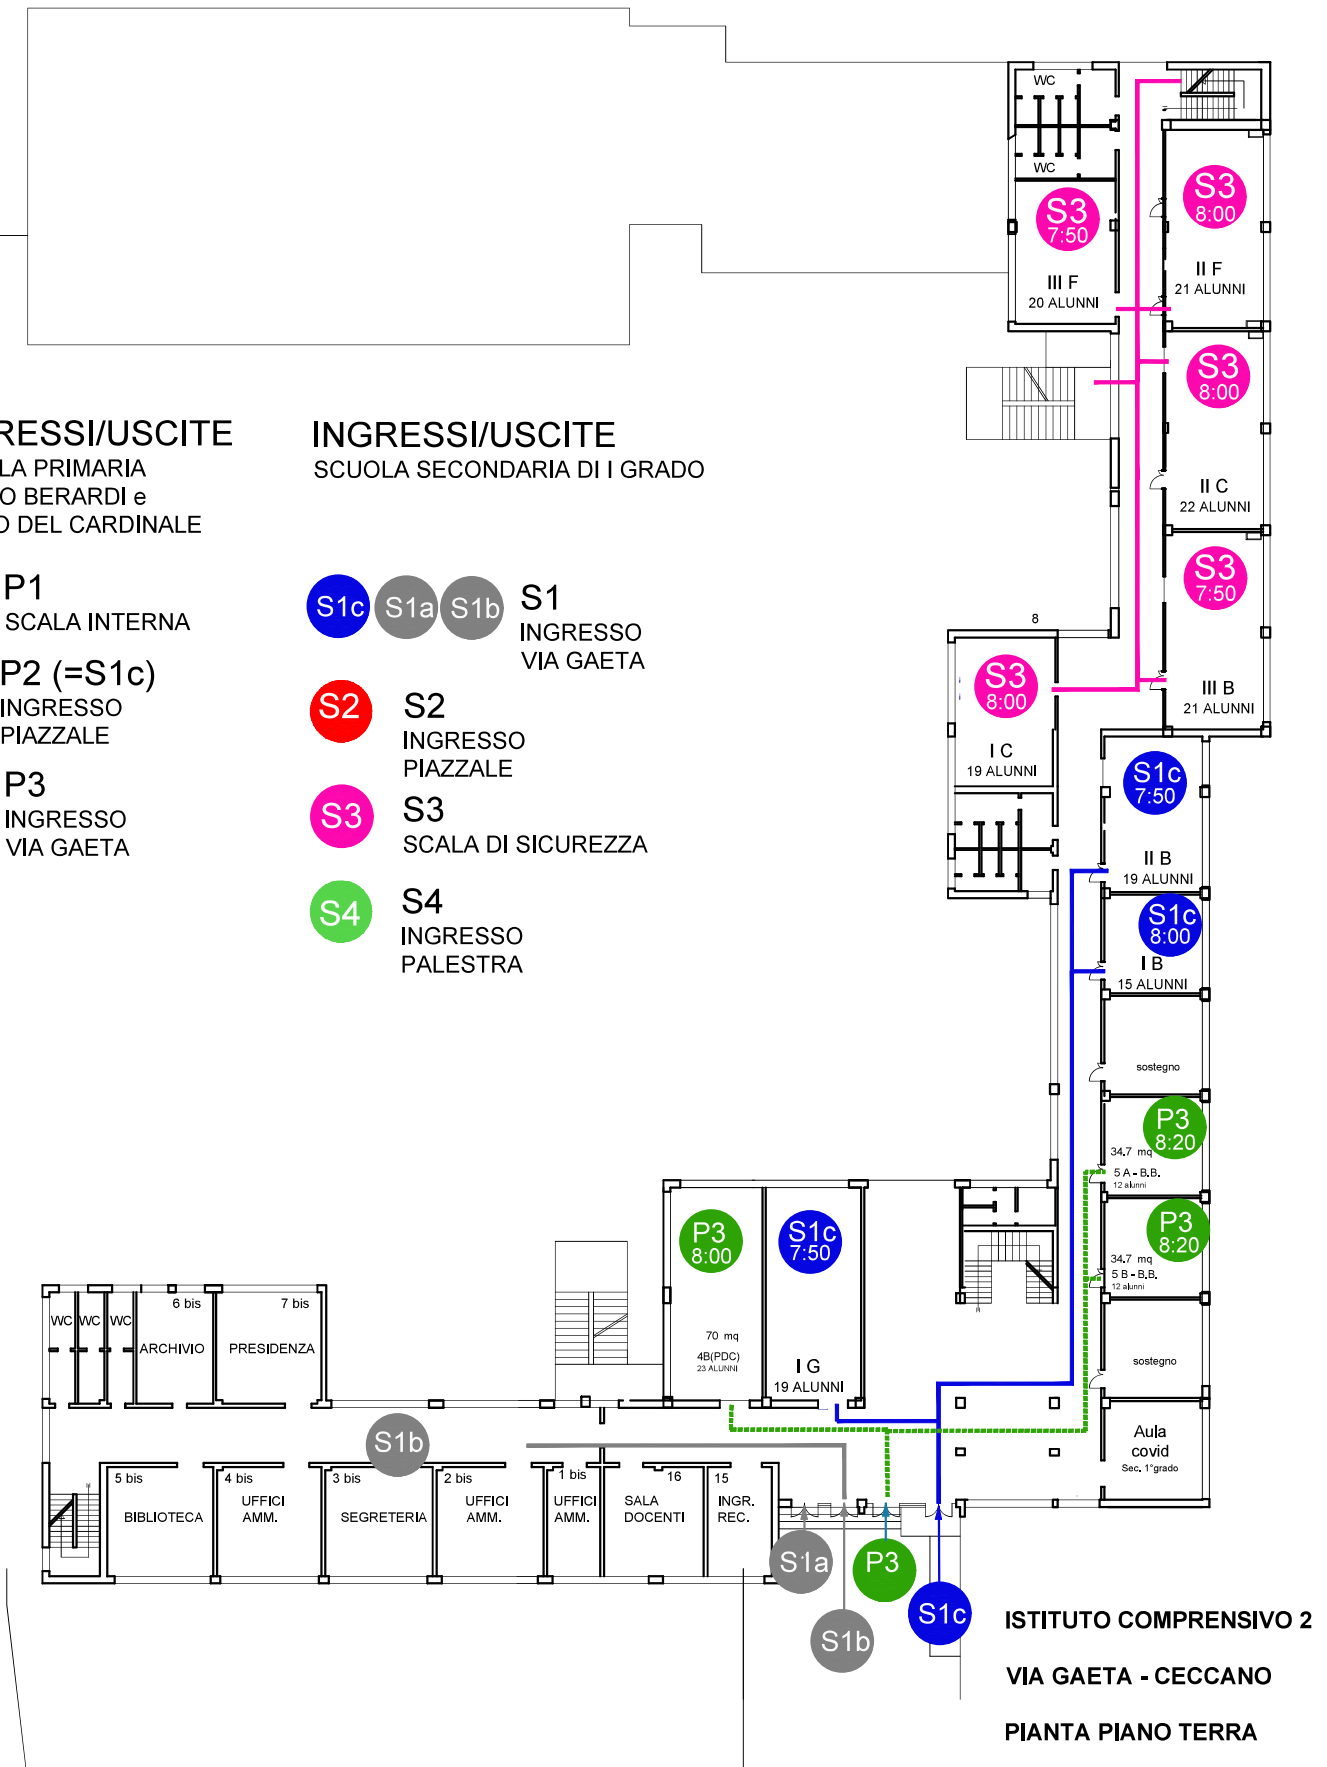 WC
WC
S3
7:50
III F
20 ALUNNI
S3
8:00
II F
21 ALUNNI
S3
8:00
II C
22 ALUNNI
S3
7:50
III B
21 ALUNNI
RESSI/USCITE
LA PRIMARIA
O BERARDI e
O DEL CARDINALE
P1
SCALA INTERNA
P2 (=S1c)
INGRESSO
PIAZZALE
P3
INGRESSO
VIA GAETA
INGRESSI/USCITE
SCUOLA SECONDARIA DI I GRADO
S1c S1a S1b S1
INGRESSO
VIA GAETA
S2 S2
INGRESSO
PIAZZALE
S3 S3
SCALA DI SICUREZZA
S4 S4
INGRESSO
PALESTRA
8
S3
8:00
I C
19 ALUNNI
S1c
7:50
II B
19 ALUNNI
S1c
8:00
I B
15 ALUNNI
sostegno
P3
8:20
34.7 mq
5 A - B.B.
12 alunni
P3
8:20
34.7 mq
5 B - B.B.
12 alunni
sostegno
Aula
covid
Sec. 1°grado
P3
8:00
70 mq
4B(PDC)
23 ALUNNI
S1c
7:50
I G
19 ALUNNI
WC WC WC
6 bis
ARCHIVIO
7 bis
PRESIDENZA
S1b
5 bis
BIBLIOTECA
4 bis
UFFICI
AMM.
3 bis
SEGRETERIA
2 bis
UFFICI
AMM.
1 bis
UFFICI
AMM.
16
SALA
DOCENTI
15
INGR.
REC.
S1a
P3
S1b
S1c
ISTITUTO COMPRENSIVO 2
VIA GAETA - CECCANO
PIANTA PIANO TERRA